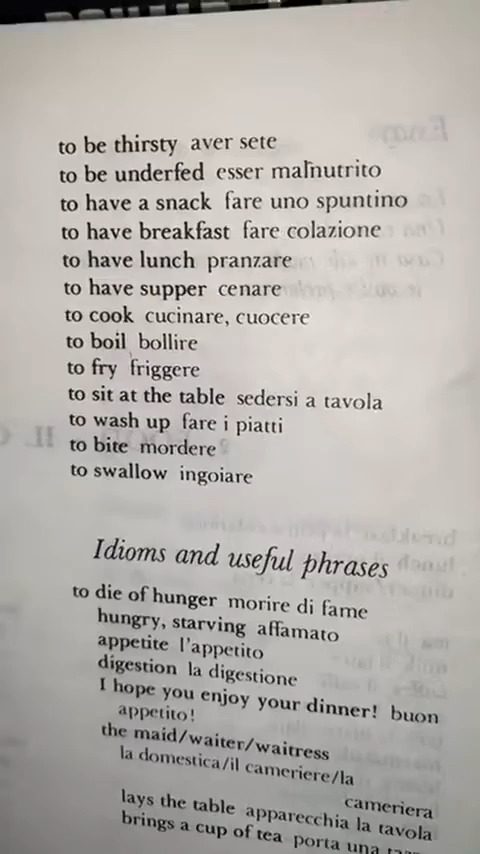 to be thirsty aver sete
to be underfed esser malnutrito
to have a snack fare uno spuntino
to have breakfast fare colazione
to have lunch pranzare
to have supper cenare
to cook cucinare, cuocere
to boil bollire
to fry friggere
to sit at the table sedersi a tavola
to wash up fare i piatti
to bite mordere
to swallow ingoiare
Idioms and useful phrases
to die of hunger morire di fame
hungry, starving affamato
appetite l'appetito
digestion la digestione
I hope you enjoy your dinner! buon
appetito!
the maid/waiter/waitress
la domestica/il cameriere/la
cameriera
lays the table apparecchia la tavola
brings a cup of tea porta una